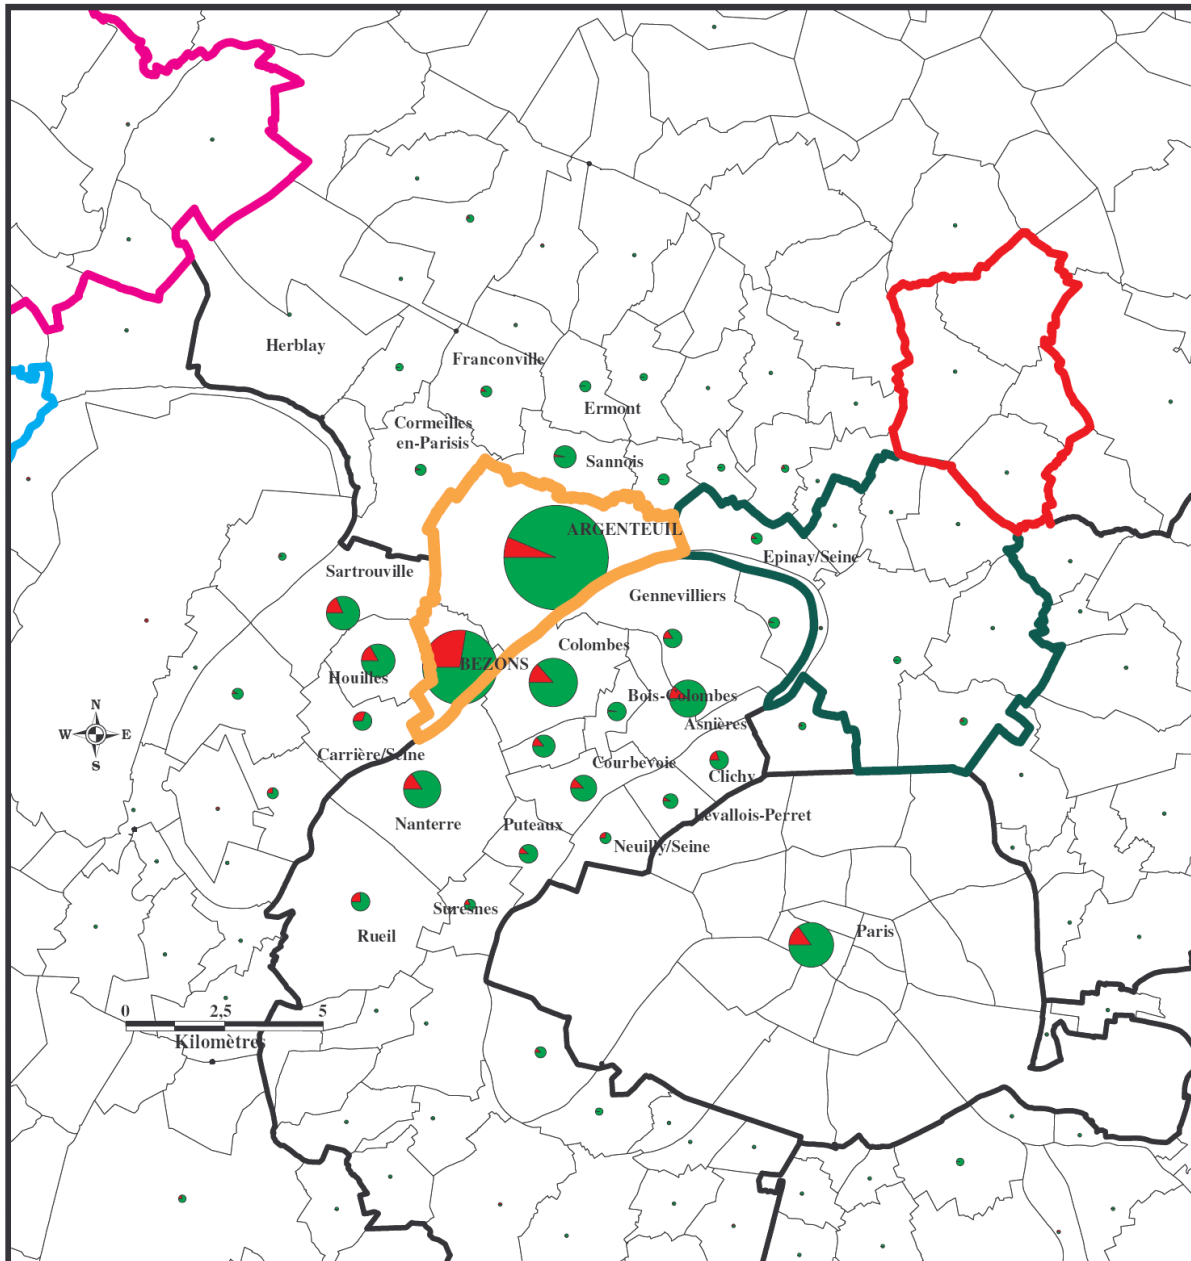 Herblay
Franconville
Ermont
Cormeilles
en-Parisis
Sannois
ARGENTEUIL
Epinay/Seine
Sartrouville
Gennevilliers
Colombes
BEZONS
Houilles
Bois-Colombes
Asnières
N
W E
S
Carrière/Seine
Courbevoie
Clichy
Levallois-Perret
Nanterre
Puteaux
Neuilly/Seine
Suresnes
Rueil
Paris
0 2,5 5
Kilomètres